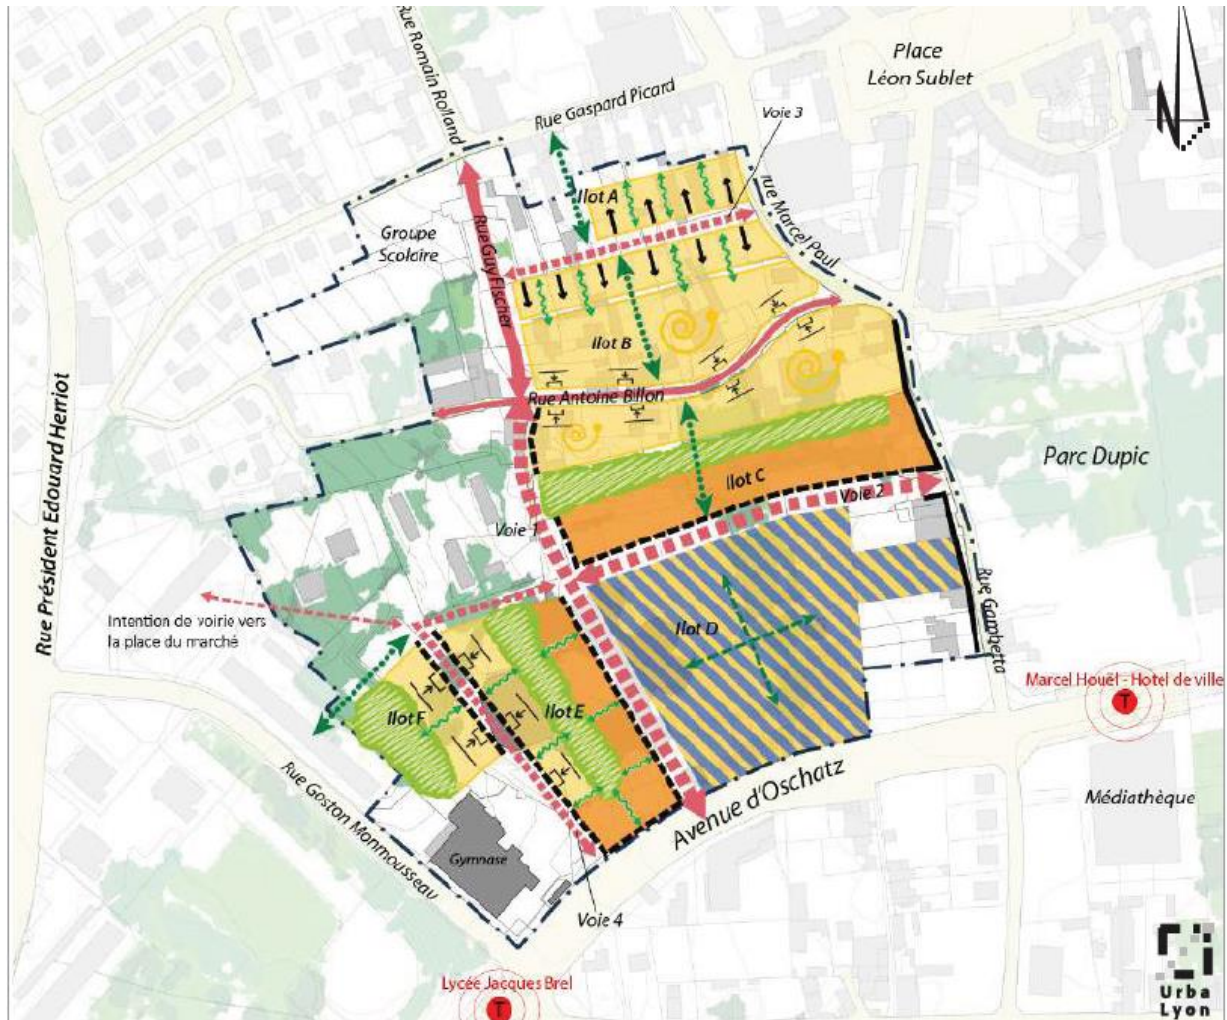 Rue Romain Rolland
Rue Gaspard Picard
Place
Léon Sublet
N
Voie 3
Ilot A
rue Marcel Paul
Groupe
Scolaire
Rue Guy Fischer
Ilot B
Rue Antoine Billon
Rue Président Edouard Herriot
Parc Dupic
Ilot C
Voie 2
Voie 1
Rue Gambetta
Intention de voirie vers
la place du marché
Ilot D
Marcel Houël - Hotel de ville
T
Ilot F
Ilot E
Avenue d'Oschatz
Médiathèque
Rue Goston Monmousseau
Gymnase
Voie 4
Lycée Jacques Brel
T
Urba
Lyon